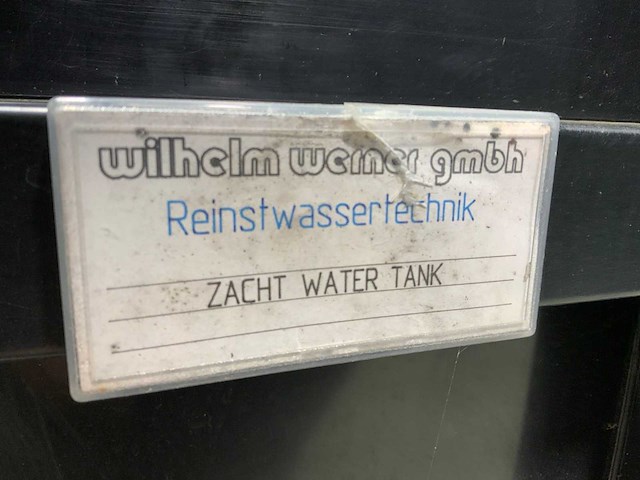 wilhelm werner gmbh
Reinstwassertechnik
ZACHT WATER TANK